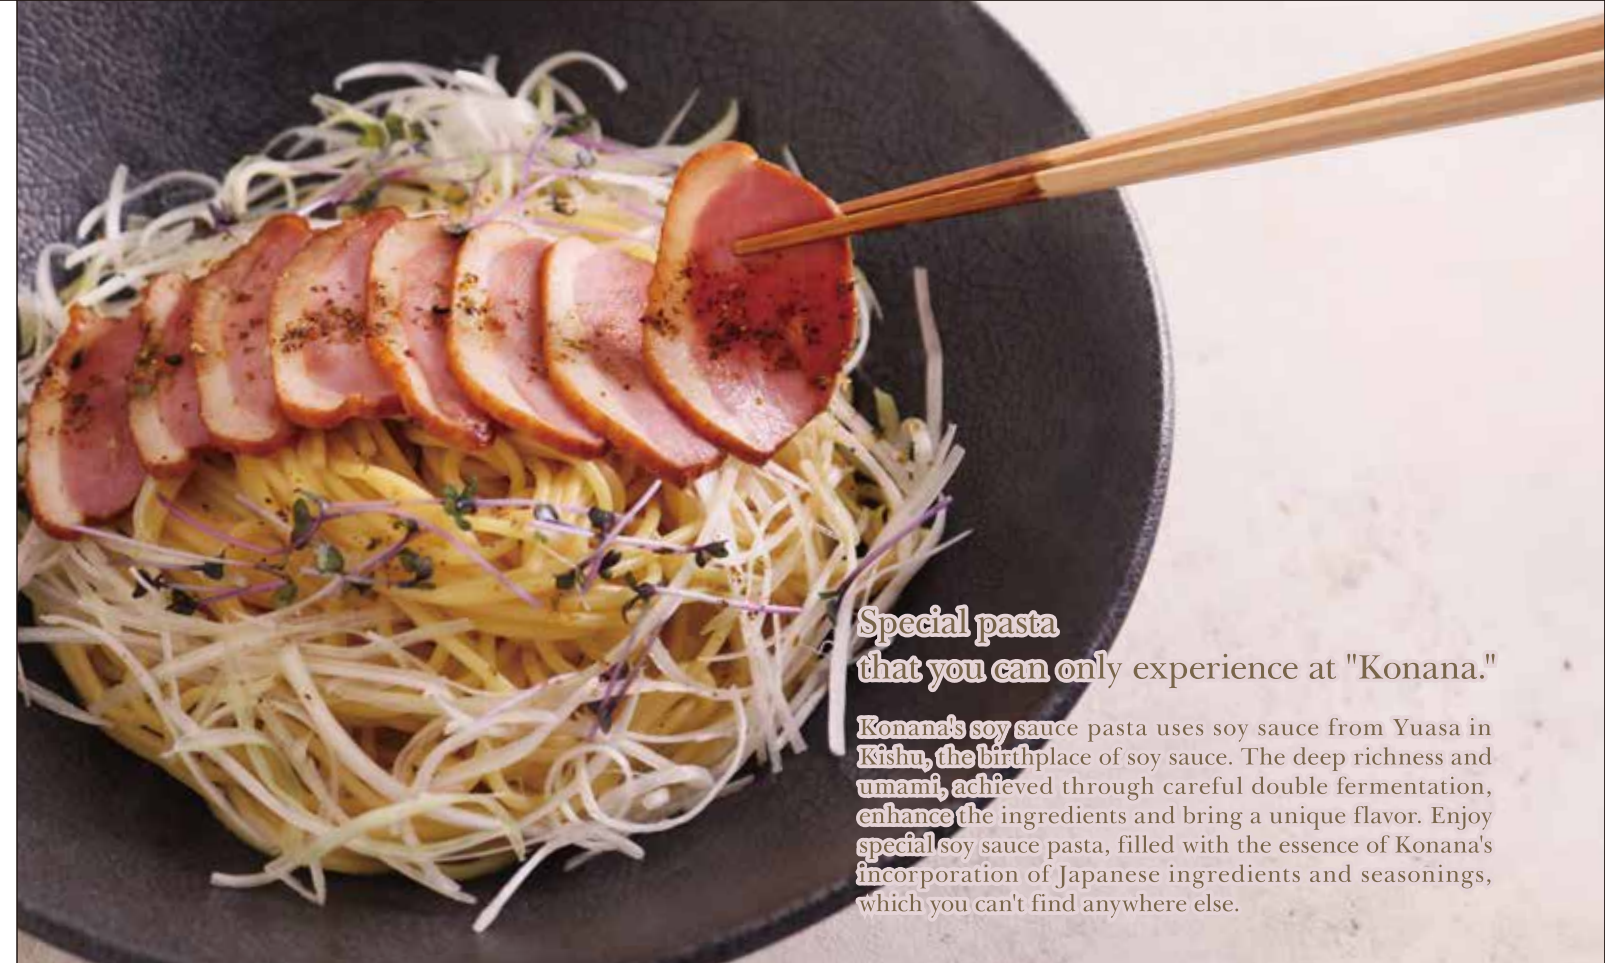 Special pasta
that you can only experience at "Konana."
Konana's soy sauce pasta uses soy sauce from Yuasa in
Kishu, the birthplace of soy sauce. The deep richness and
umami, achieved through careful double fermentation,
enhance the ingredients and bring a unique flavor. Enjoy
special soy sauce pasta, filled with the essence of Konana's
incorporation of Japanese ingredients and seasonings,
which you can't find anywhere else.